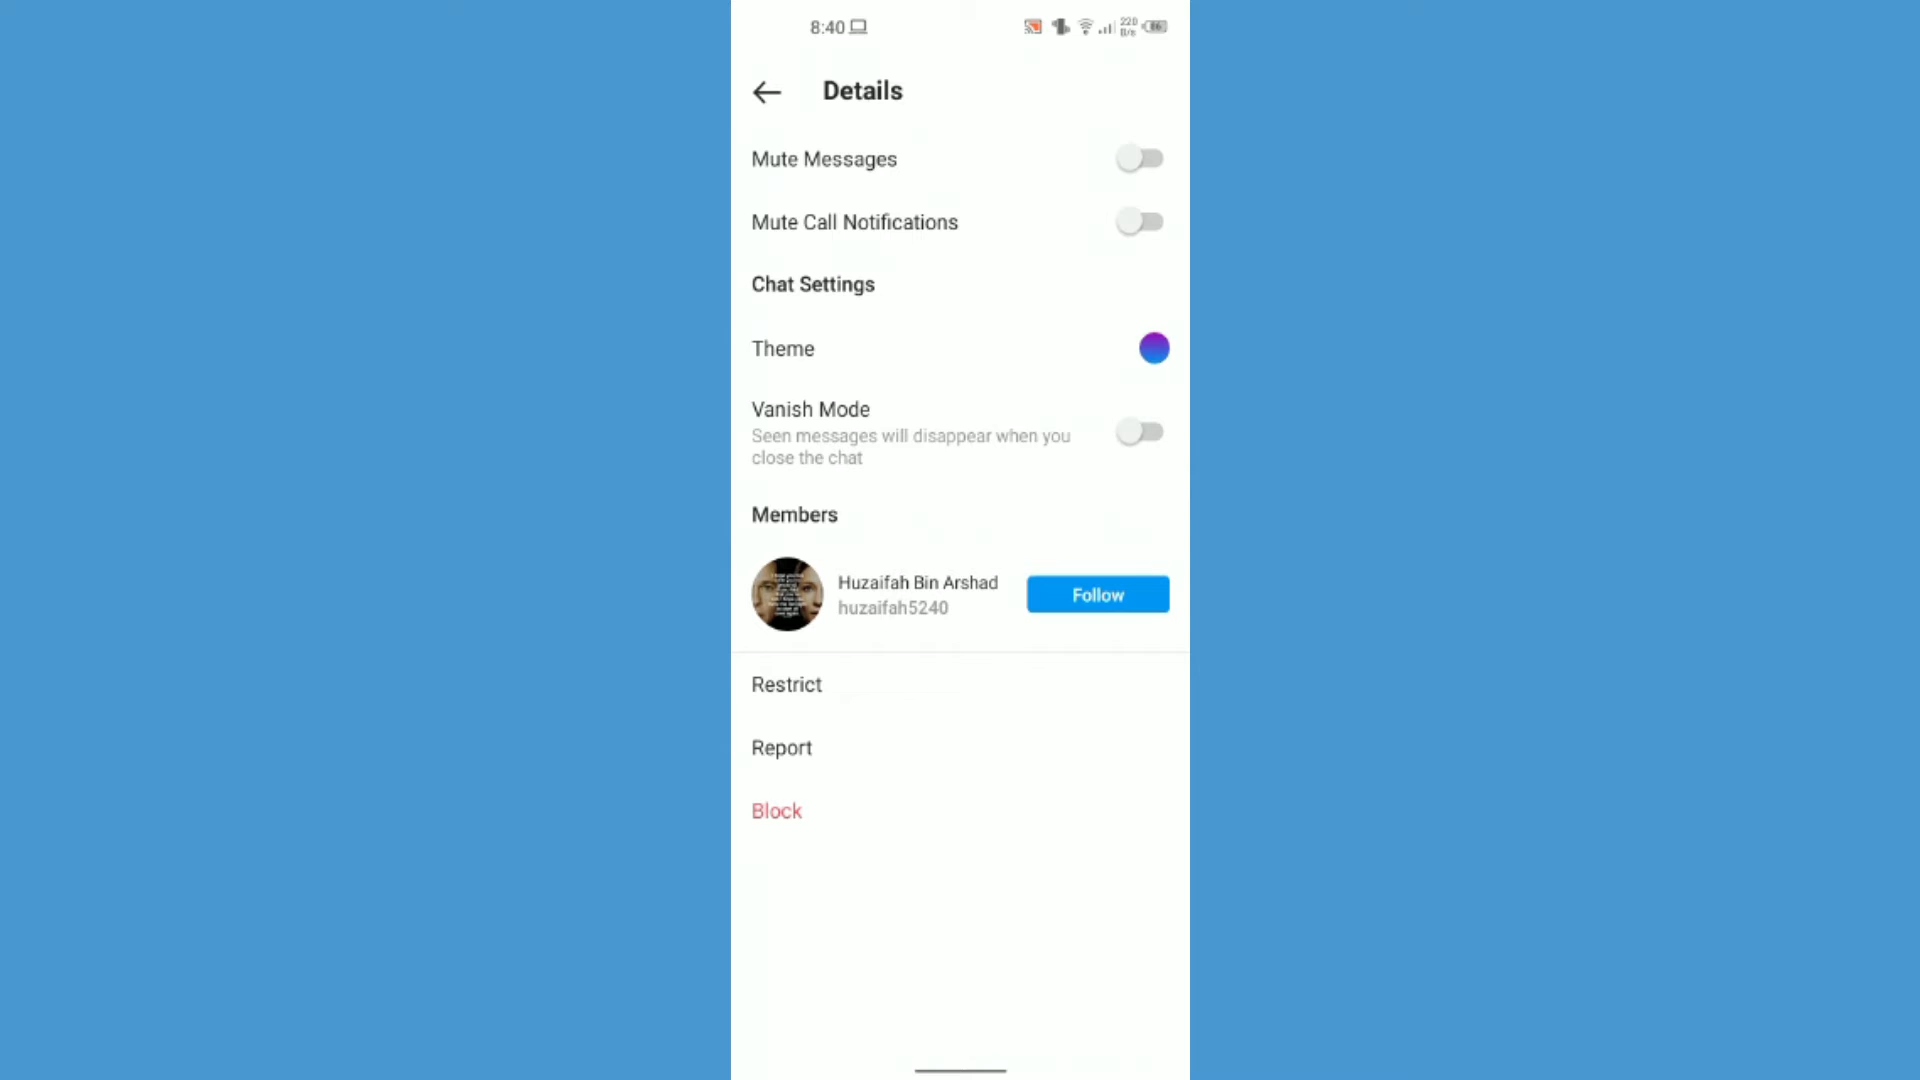 8:40
220
B/s
Details
Mute Messages
Mute Call Notifications
Chat Settings
Theme
Vanish Mode
Seen messages will disappear when you
close the chat
Members
Huzaifah Bin Arshad
huzaifah5240
Follow
Restrict
Report
Block